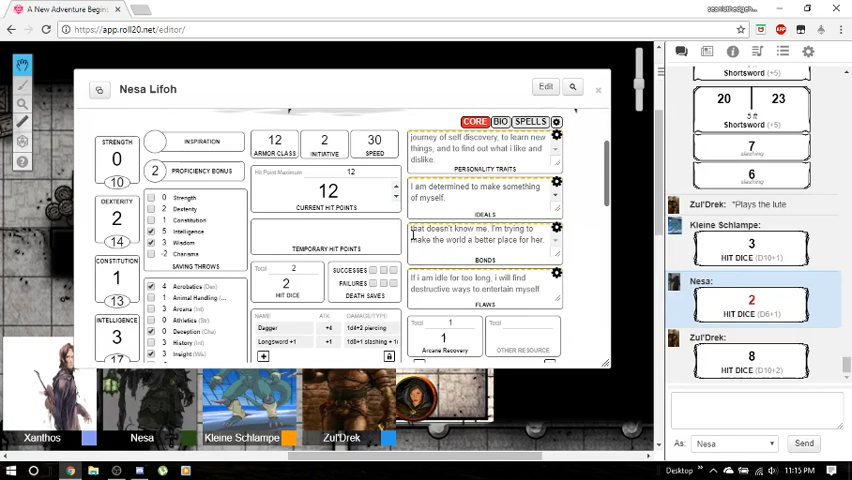 A New Adventure Begin
https://app.roll20.net/editor/
Nesa Lifoh
Edit
CORE BIO SPELLS
STRENGTH
0
10
DEXTERITY
2
14
CONSTITUTION
1
13
INTELLIGENCE
3
17
INSPIRATION
2
PROFICIENCY BONUS
0 Strength
2 Dexterity
1 Constitution
5 Intelligence
3 Wisdom
-2 Charisma
SAVING THROWS
4 Acrobatics (Dex)
1 Animal Handling (...
3 Arcana (Int)
0 Athletics (Str)
0 Deception (Cha)
3 History (Int)
3 Insight (Wis)
12
ARMOR CLASS
2
INITIATIVE
30
SPEED
Hit Point Maximum 12
12
CURRENT HIT POINTS
TEMPORARY HIT POINTS
Total 2
2
HIT DICE
SUCCESSES
FAILURES
DEATH SAVES
NAME ATK DAMAGE/TYPE
Dagger +4 1d4+2 piercing
Longsword +1 +1 1d8+1 slashing + 1
journey of self discovery, to learn new
things, and to find out what i like and
dislike.
PERSONALITY TRAITS
I am determined to make something
of myself.
IDEALS
that doesn't know me. I'm trying to
make the world a better place for her.
BONDS
If I am idle for too long, i will find
destructive ways to entertain myself
FLAWS
Total 1
1
Arcane Recovery
Total
OTHER RESOURCE
Xanthos
Nesa
Kleine Schlampe
Zul'Drek
Shortsword (+5)
20 23
5 ft
Shortsword (+5)
7
slashing
6
Zul'Drek: "Plays the lute
Kleine Schlampe:
3
HIT DICE (D10+1)
Nesa:
2
HIT DICE (D6+1)
Zul'Drek:
8
HIT DICE (D10+2)
As: Nesa
Send
Desktop
11:15 PM